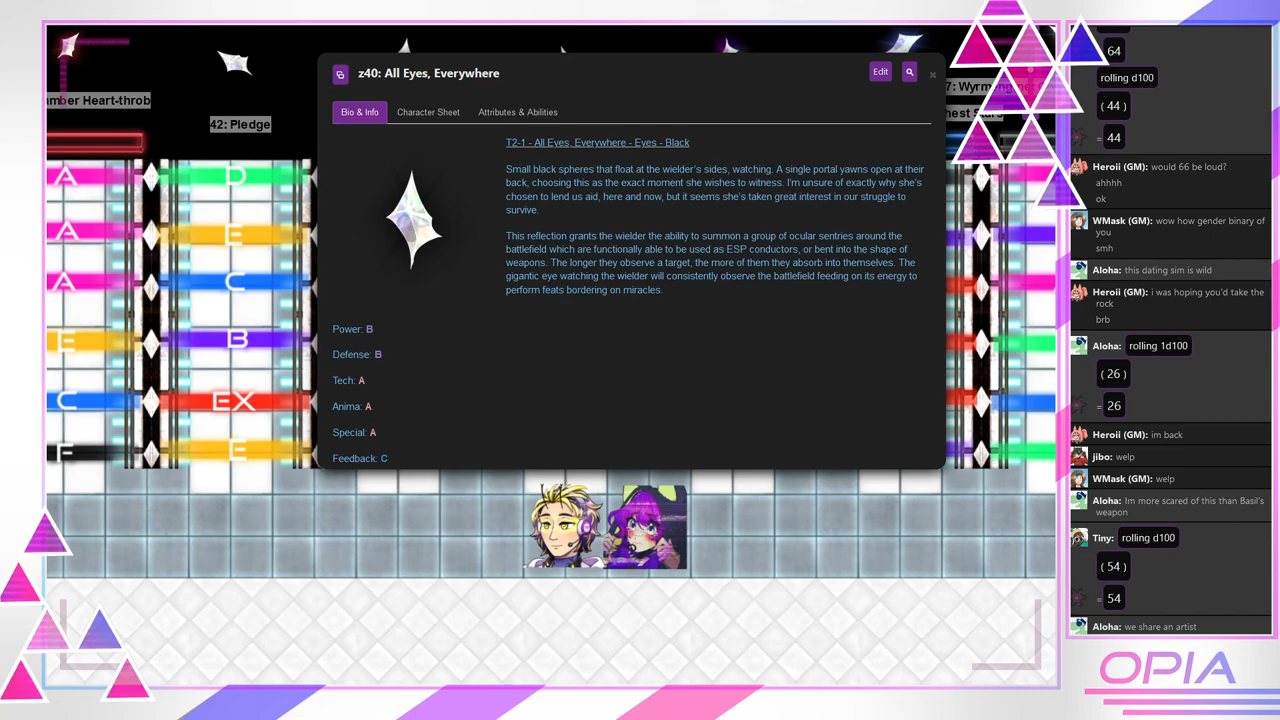 z40: All Eyes, Everywhere
Edit
Bio & Info
Character Sheet
Attributes & Abilities
T2-1 - All Eyes, Everywhere - Eyes - Black
Small black spheres that float at the wielder's sides, watching. A single portal yawns open at their
back, choosing this as the exact moment she wishes to witness. I'm unsure of exactly why she's
chosen to lend us aid, here and now, but it seems she's taken great interest in our struggle to
survive.
This reflection grants the wielder the ability to summon a group of ocular sentries around the
battlefield which are functionally able to be used as ESP conductors, or bent into the shape of
weapons. The longer they observe a target, the more of them they absorb into themselves. The
gigantic eye watching the wielder will consistently observe the battlefield feeding on its energy to
perform feats bordering on miracles.
Power: B
Defense: B
Tech: A
Anima: A
Special: A
Feedback: C
mber Heart-throb
42: Pledge
7: Wyrm
hest Stars
A
D
A
E
A
C
E
B
C
EX
F
E
64
rolling d100
( 44 )
= 44
Heroii (GM): would 66 be loud?
ahhhh
ok
WMask (GM): wow how gender binary of
you
smh
Aloha: this dating sim is wild
Heroii (GM): i was hoping you'd take the
rock
brb
Aloha: rolling 1d100
( 26 )
= 26
Heroii (GM): im back
jibo: welp
WMask (GM): welp
Aloha: Im more scared of this than Basil's
weapon
Tiny: rolling d100
( 54 )
= 54
Aloha: we share an artist
OPIA